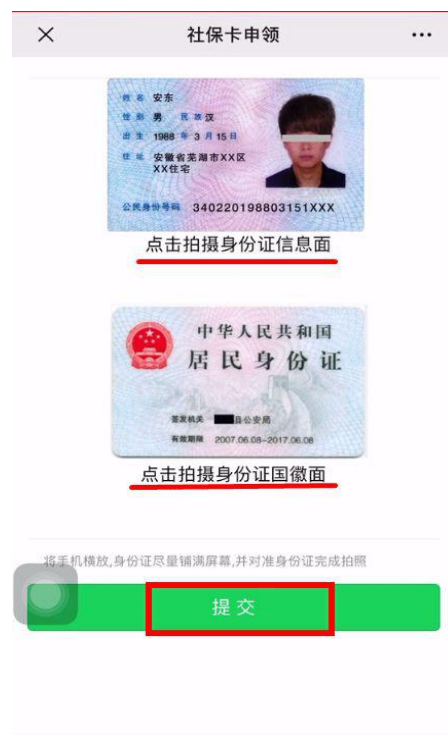 社保卡申领
姓名 安东
性别 男 民族 汉
出生 1988 年 3 月 15 日
住址 安徽省芜湖市XX区
XX住宅
公民身份号码 340220198803151XXX
点击拍摄身份证信息面
中华人民共和国
居民身份证
签发机关 县公安局
有效期限 2007.06.08-2017.06.08
点击拍摄身份证国徽面
将手机横放,身份证尽量铺满屏幕,并对准身份证完成拍照
提交